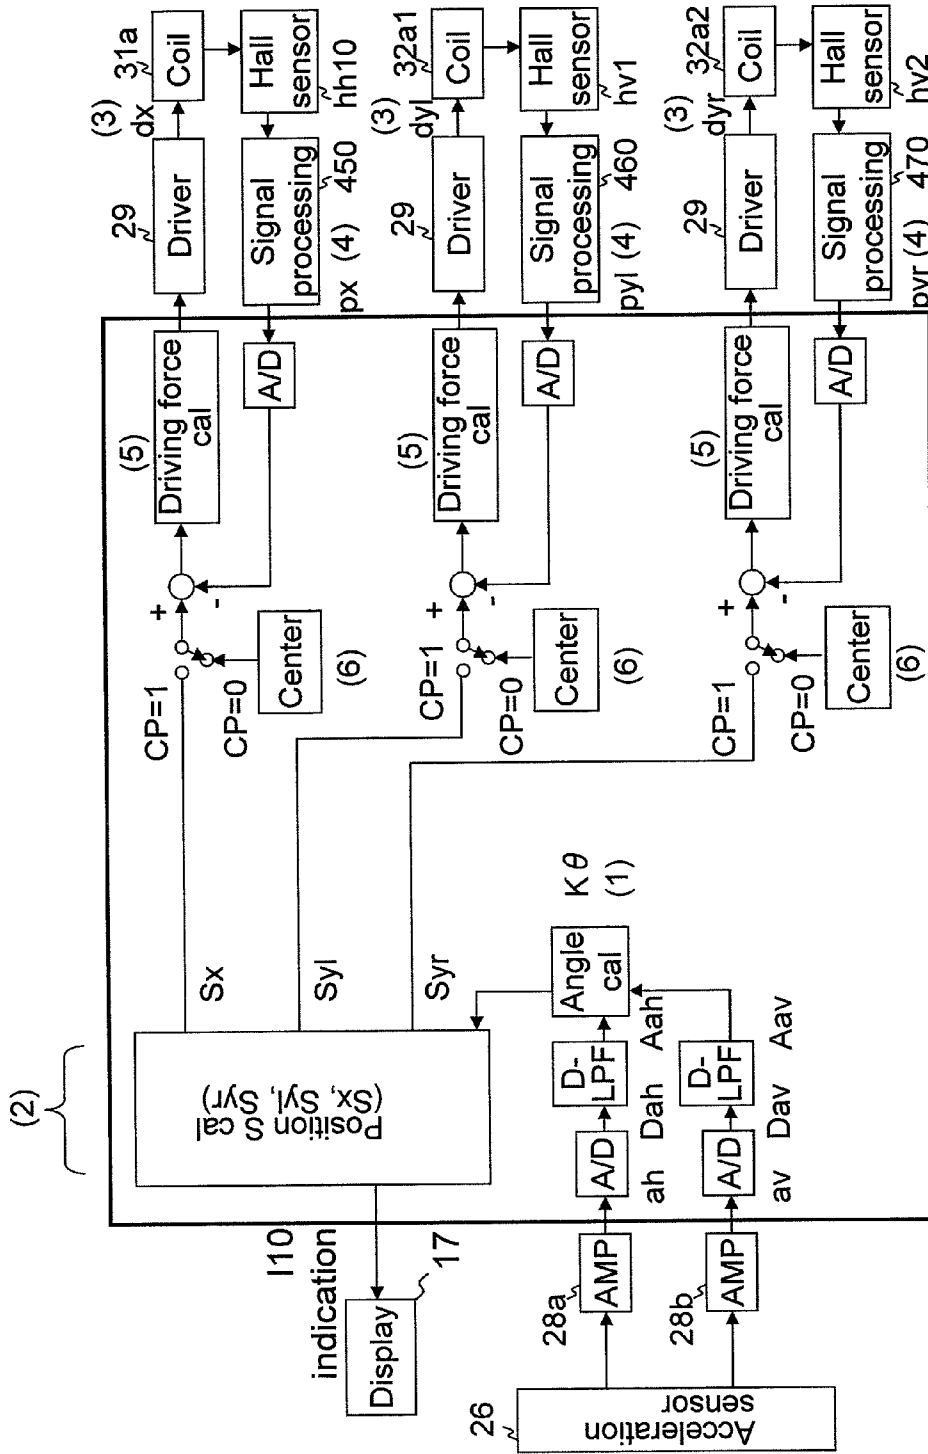 (2)
Position S cal
(Sx, Syl, Syr)
Sx
Syl
Syr
I10
indication
Display
17
26
Acceleration
sensor
28a
AMP
28b
AMP
A/D
ah
D-
LPF
Dah
Aah
A/D
av
D-
LPF
Dav
Aav
Angle
cal
Kθ
(1)
CP=1
CP=0
Center
(6)
+
-
(5)
Driving force
cal
A/D
29
Driver
(3)
dx
31a
Coil
Hall
sensor
hh10
Signal
processing
450
px (4)
CP=1
CP=0
Center
(6)
+
-
(5)
Driving force
cal
A/D
29
Driver
(3)
dyl
32a1
Coil
Hall
sensor
hv1
Signal
processing
460
pyl (4)
CP=1
CP=0
Center
(6)
+
-
(5)
Driving force
cal
A/D
29
Driver
(3)
dyr
32a2
Coil
Hall
sensor
hv2
Signal
processing
470
pyr (4)